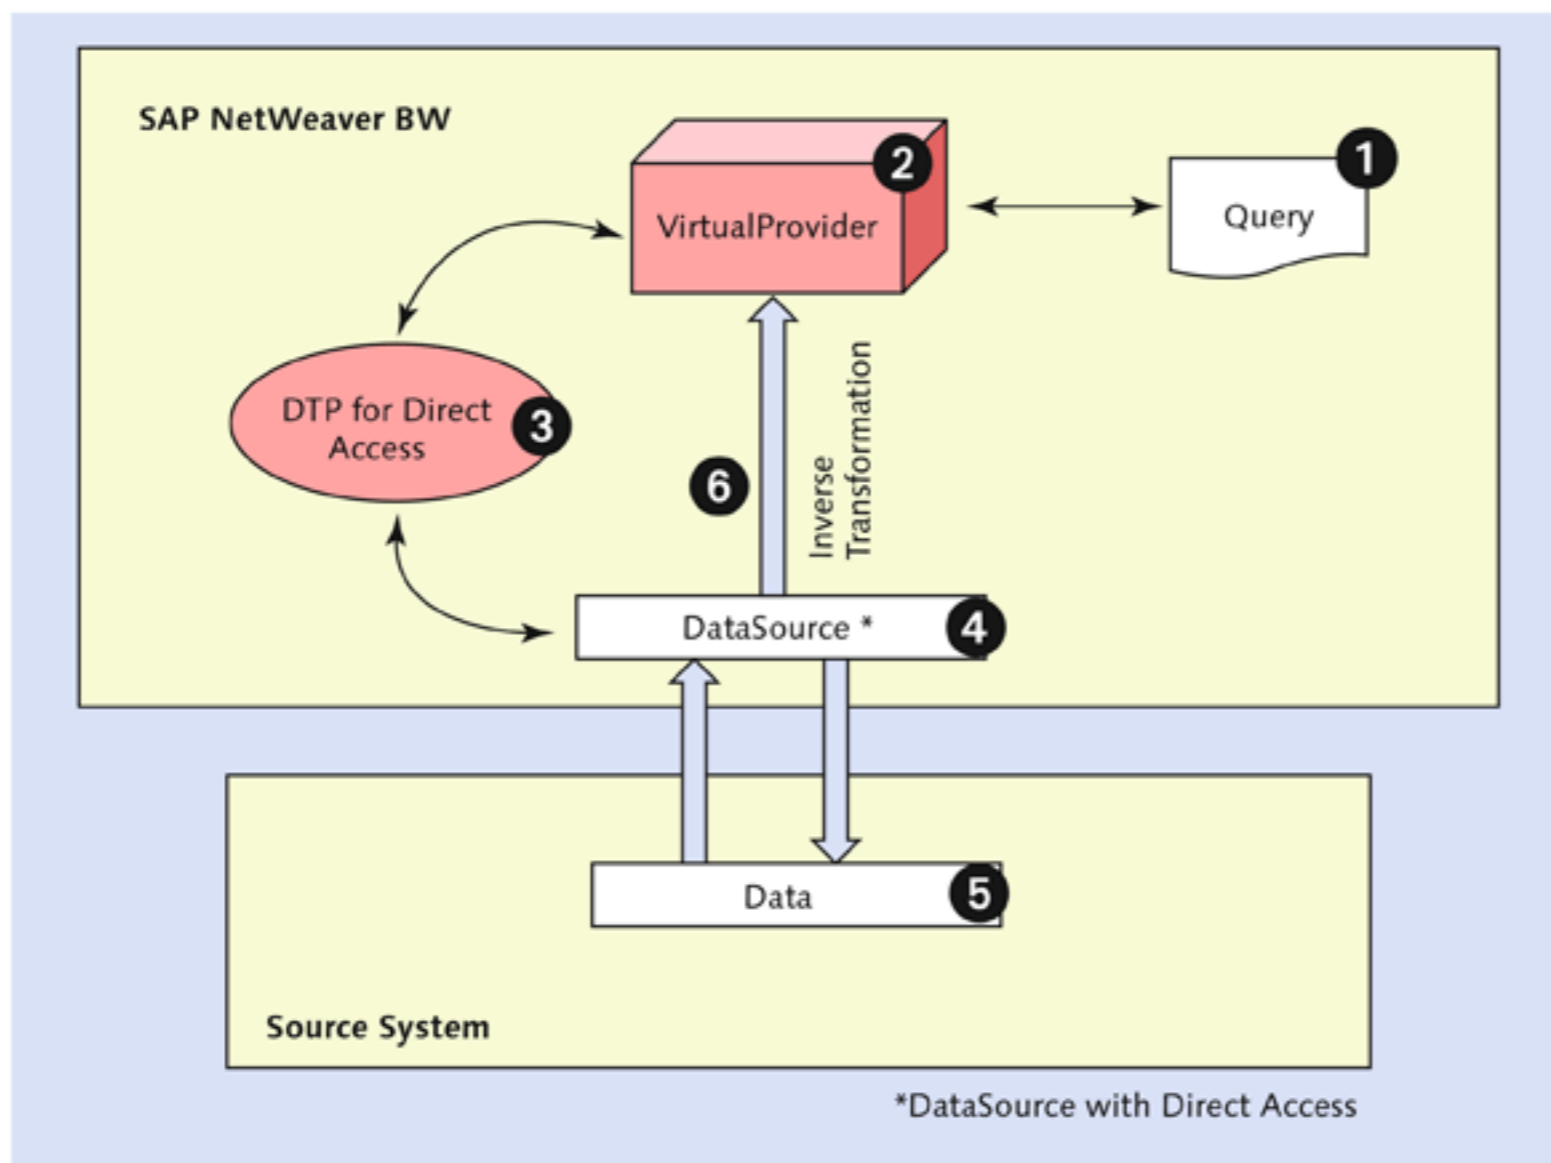 SAP NetWeaver BW
2
1
VirtualProvider
Query
DTP for Direct
Access
3
6
Inverse
Transformation
DataSource *
4
Data
5
Source System
*DataSource with Direct Access